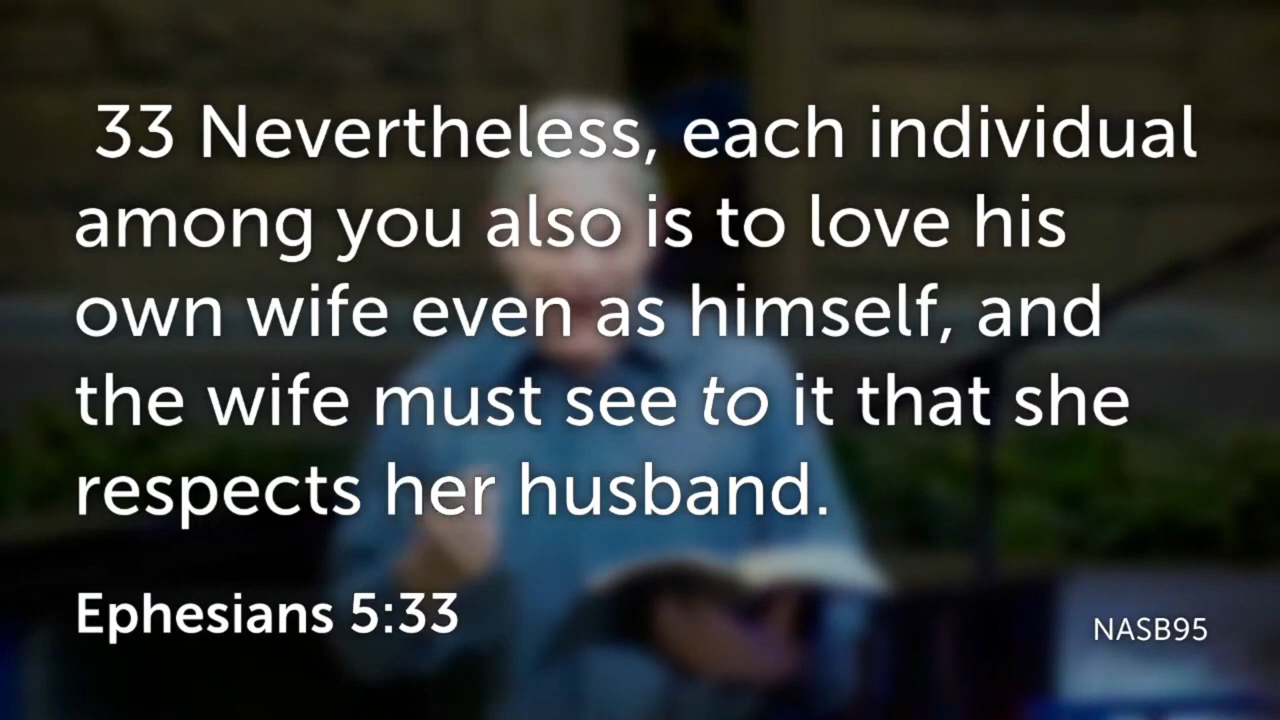 33 Nevertheless, each individual
among you also is to love his
own wife even as himself, and
the wife must see to it that she
respects her husband.
Ephesians 5:33
NASB95